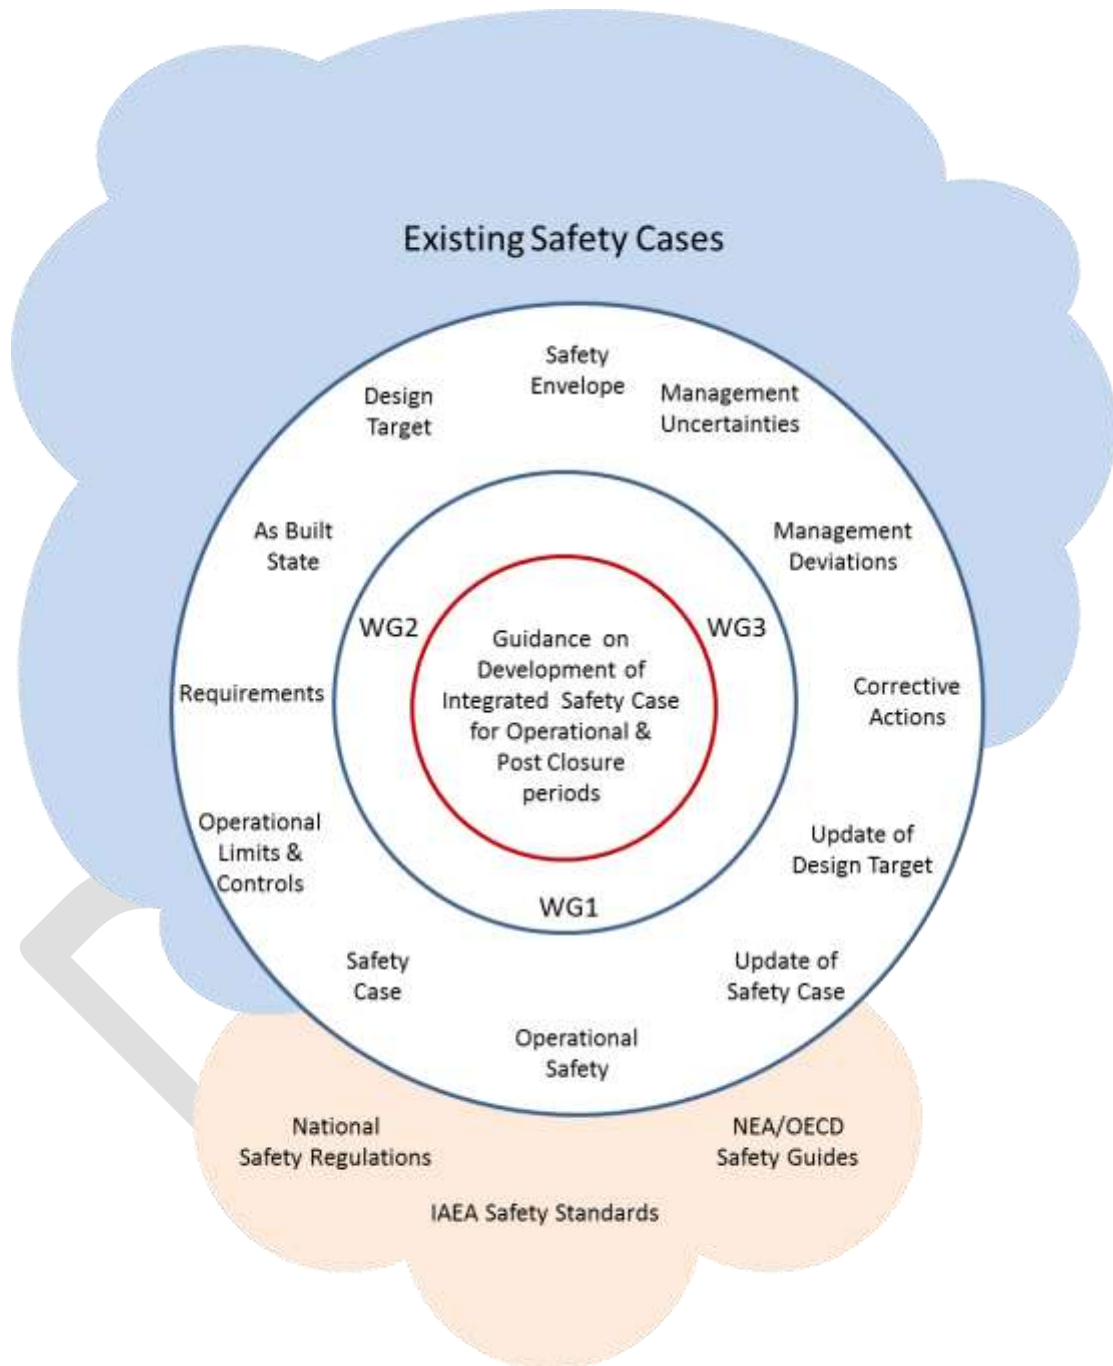 Existing Safety Cases
Safety
Envelope
Design
Target
Management
Uncertainties
As Built
State
Management
Deviations
WG2
WG3
Guidance on
Development of
Integrated Safety Case
for Operational &
Post Closure
periods
Requirements
Corrective
Actions
Operational
Limits &
Controls
Update of
Design Target
WG1
Safety
Case
Update of
Safety Case
Operational
Safety
National
Safety Regulations
NEA/OECD
Safety Guides
IAEA Safety Standards